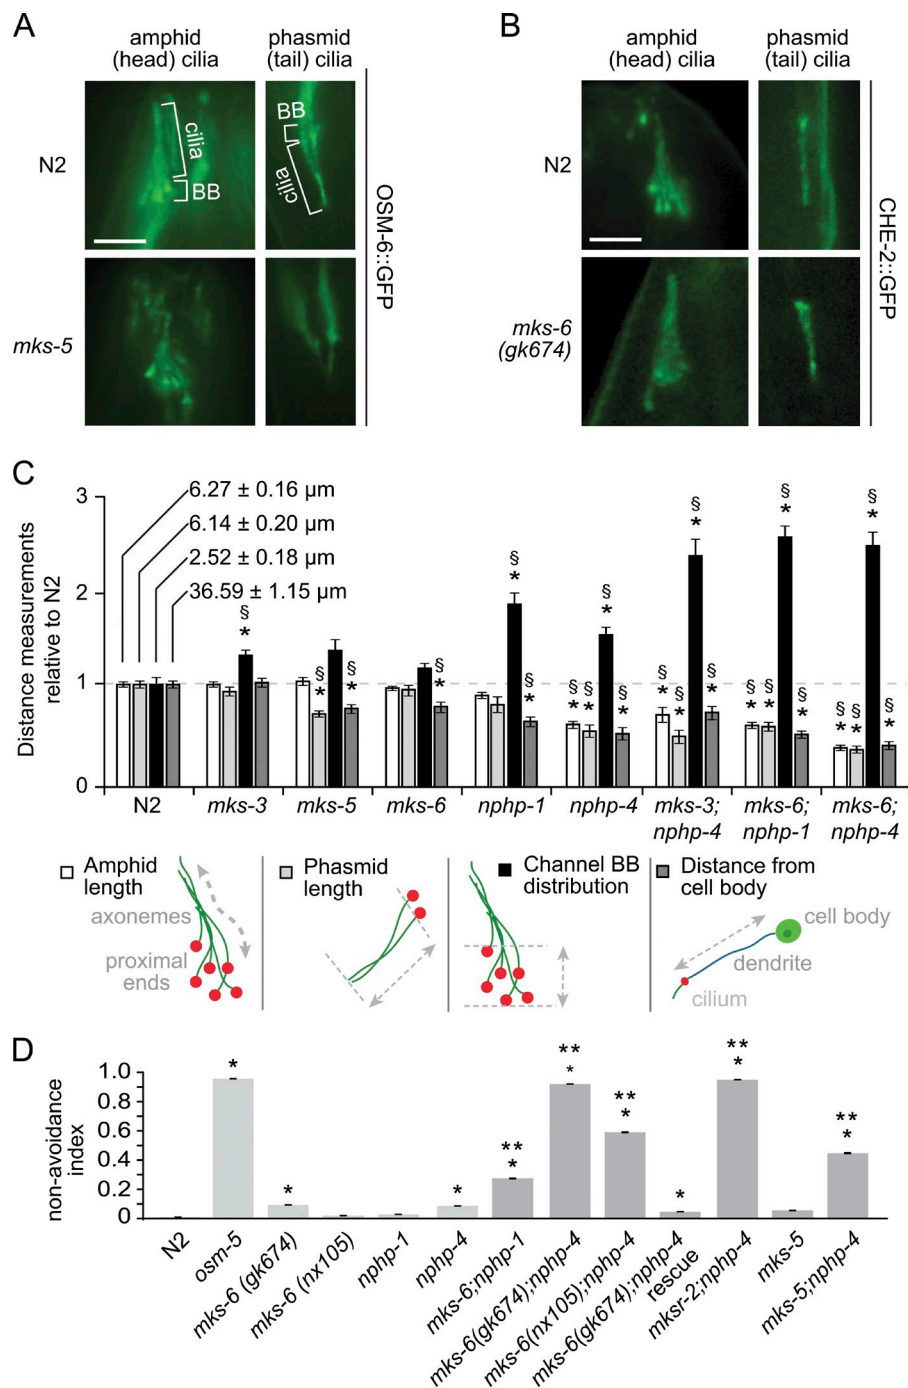 A
amphid (head) cilia
phasmid (tail) cilia
N2
cilia
BB
BB
cilia
mks-5
OSM-6::GFP
B
amphid (head) cilia
phasmid (tail) cilia
N2
mks-6 (gk674)
CHE-2::GFP
C
Distance measurements relative to N2
3
2
1
0
6.27 ± 0.16 µm
6.14 ± 0.20 µm
2.52 ± 0.18 µm
36.59 ± 1.15 µm
§ *
§ * § *
§ *
§ * § *
§ * § * § * § *
§ * § * § * § *
§ * § * § * § *
§ * § * § * § *
N2 mks-3 mks-5 mks-6 nphp-1 nphp-4 mks-3; nphp-4 mks-6; nphp-1 mks-6; nphp-4
Amphid length
axonemes
proximal ends
Phasmid length
Channel BB distribution
Distance from cell body
cell body
dendrite
cilium
D
non-avoidance index
1.0
0.8
0.6
0.4
0.2
0
*
*
*
** *
** *
** *
*
** *
** *
N2
osm-5
mks-6 (gk674)
mks-6 (nx105)
nphp-1
nphp-4
mks-6;nphp-1
mks-6(gk674);nphp-4
mks-6(nx105);nphp-4
mks-6(gk674);nphp-4 rescue
mksr-2;nphp-4
mks-5
mks-5;nphp-4